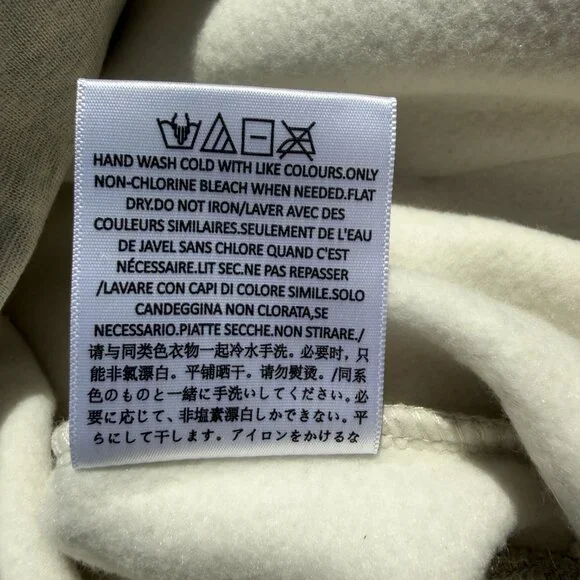 HAND WASH COLD WITH LIKE COLOURS.ONLY
NON-CHLORINE BLEACH WHEN NEEDED.FLAT
DRY.DO NOT IRON/LAVER AVEC DES
COULEURS SIMILAIRES.SEULEMENT DE L'EAU
DE JAVEL SANS CHLORE QUAND C'EST
NÉCESSAIRE.LIT SEC.NE PAS REPASSER
/LAVARE CON CAPI DI COLORE SIMILE.SOLO
CANDEGGINA NON CLORATA,SE
NECESSARIO.PIATTE SECCHE.NON STIRARE./
请与同类色衣物一起冷水手洗。必要时，只
能非氯漂白。平铺晒干。请勿熨烫。/同系
色のものと一緒に手洗いしてください。必
要に応じて、非塩素漂白しかできない。平
らにして干します。アイロンをかけるな